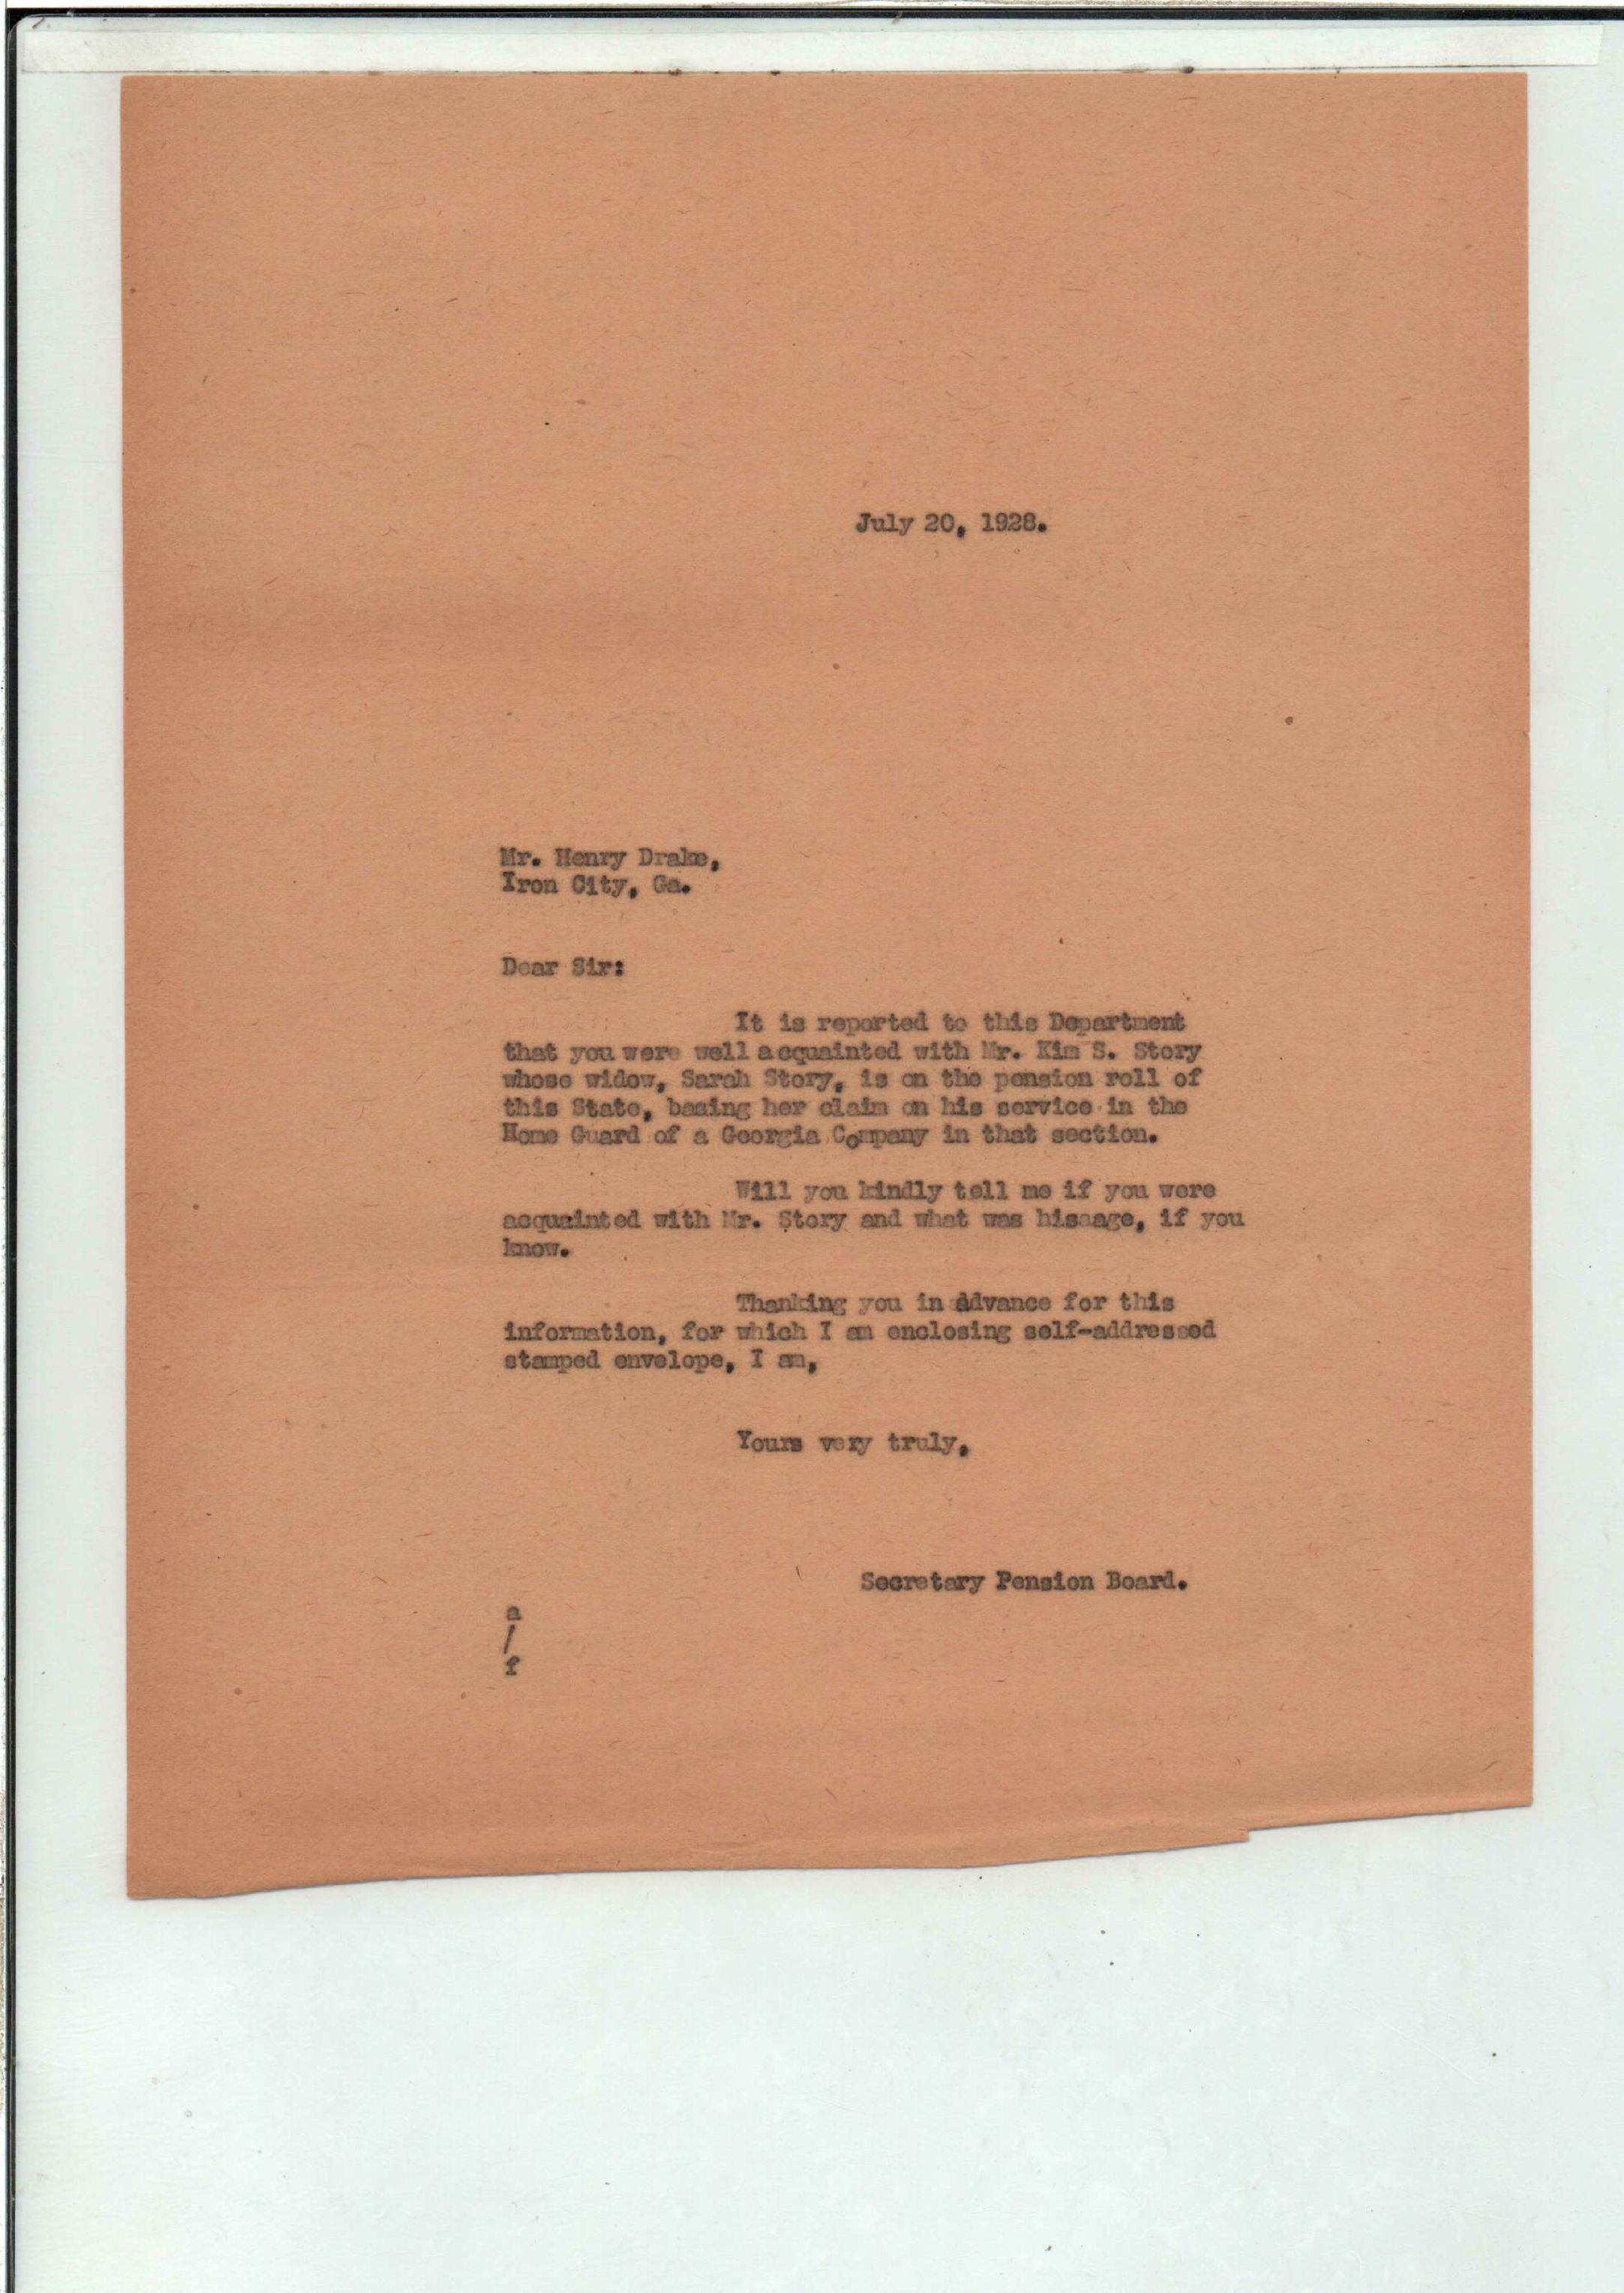 July 20, 1928.
Mr. Henry Drake,
Iron City, Ga.
Dear Sir:
It is reported to this Department
that you were well acquainted with Mr. Kim S. Story
whose widow, Sarah Story, is on the pension roll of
this State, basing her claim on his service in the
Home Guard of a Georgia Company in that section.
Will you kindly tell me if you were
acquainted with Mr. Story and what was hisaage, if you
know.
Thanking you in advance for this
information, for which I am enclosing self-addressed
stamped envelope, I am,
Yours very truly,
Secretary Pension Board.
a
/
f